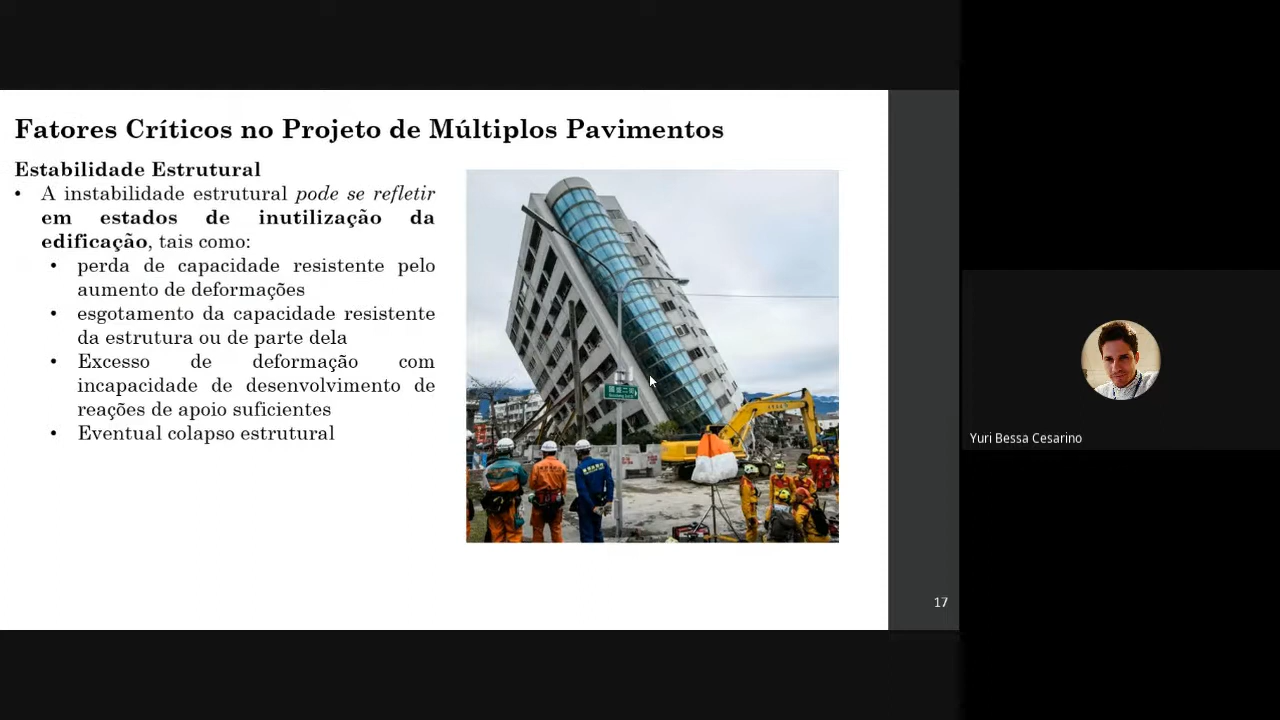 Fatores Críticos no Projeto de Múltiplos Pavimentos
Estabilidade Estrutural
• A instabilidade estrutural pode se refletir
em estados de inutilização da
edificação, tais como:
• perda de capacidade resistente pelo
aumento de deformações
• esgotamento da capacidade resistente
da estrutura ou de parte dela
• Excesso de deformação com
incapacidade de desenvolvimento de
reações de apoio suficientes
• Eventual colapso estrutural
17
Yuri Bessa Cesarino